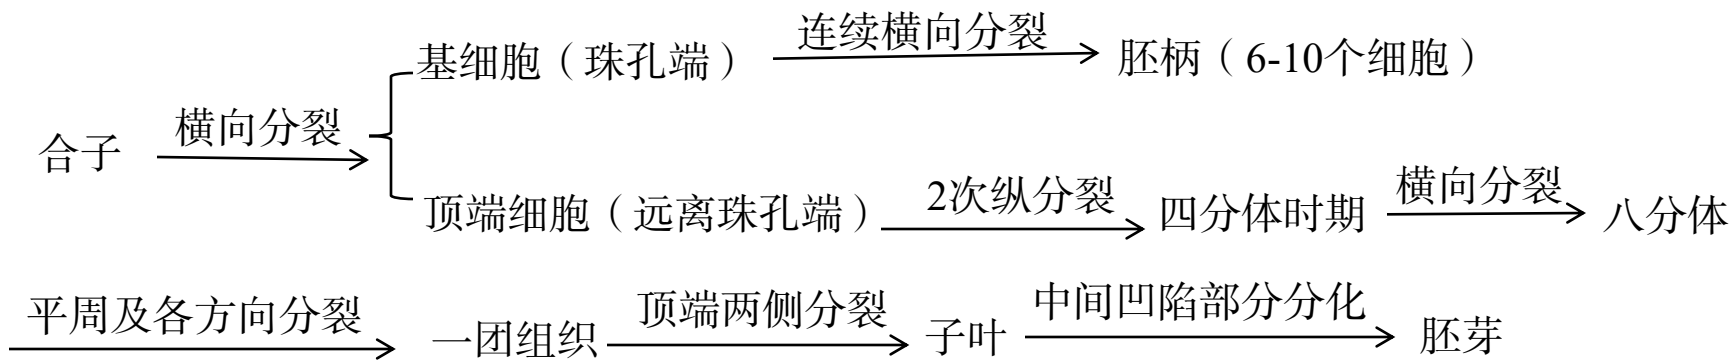 连续横向分裂
基细胞（珠孔端） 胚柄（6-10个细胞）
横向分裂
合子
2次纵分裂 横向分裂
顶端细胞（远离珠孔端） 四分体时期 八分体
平周及各方向分裂 顶端两侧分裂 中间凹陷部分分化
一团组织 子叶 胚芽